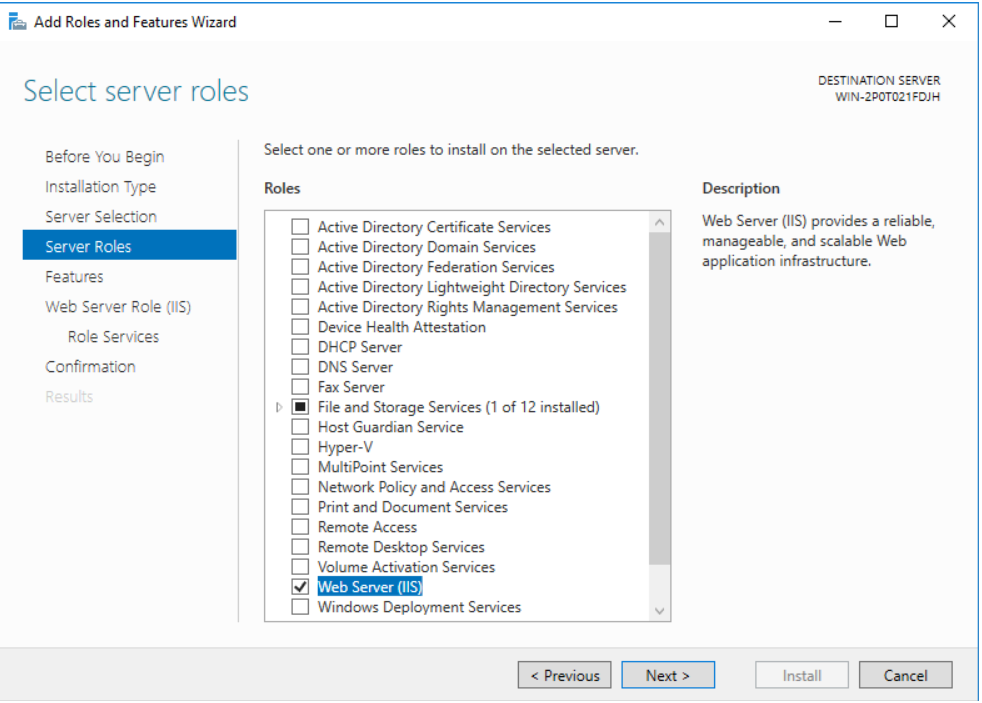 Add Roles and Features Wizard
Select server roles
DESTINATION SERVER
WIN-2P0T021FDJH
Before You Begin
Installation Type
Server Selection
Server Roles
Features
Web Server Role (IIS)
Role Services
Confirmation
Results
Select one or more roles to install on the selected server.
Roles
Active Directory Certificate Services
Active Directory Domain Services
Active Directory Federation Services
Active Directory Lightweight Directory Services
Active Directory Rights Management Services
Device Health Attestation
DHCP Server
DNS Server
Fax Server
File and Storage Services (1 of 12 installed)
Host Guardian Service
Hyper-V
MultiPoint Services
Network Policy and Access Services
Print and Document Services
Remote Access
Remote Desktop Services
Volume Activation Services
Web Server (IIS)
Windows Deployment Services
Description
Web Server (IIS) provides a reliable,
manageable, and scalable Web
application infrastructure.
< Previous
Next >
Install
Cancel